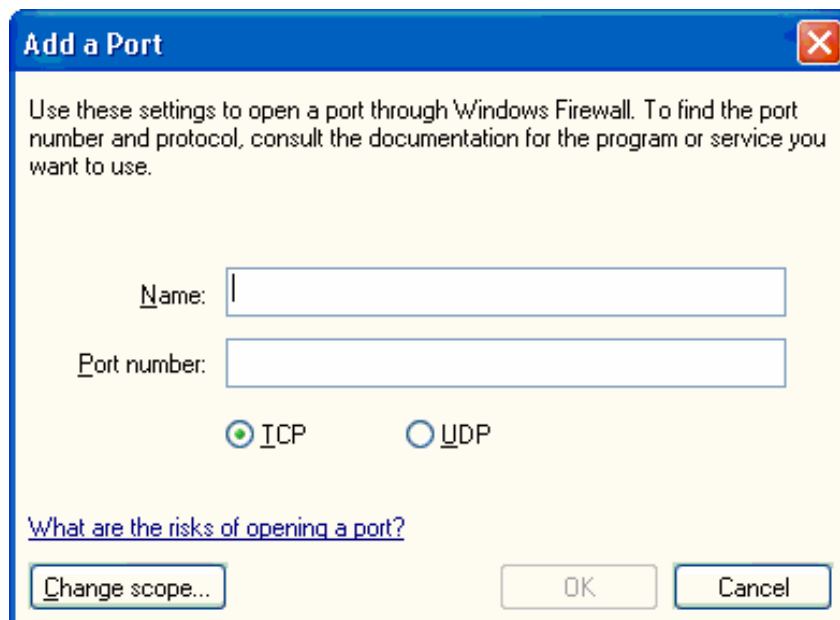 Add a Port
Use these settings to open a port through Windows Firewall. To find the port
number and protocol, consult the documentation for the program or service you
want to use.
Name:
Port number:
TCP UDP
What are the risks of opening a port?
Change scope... OK Cancel